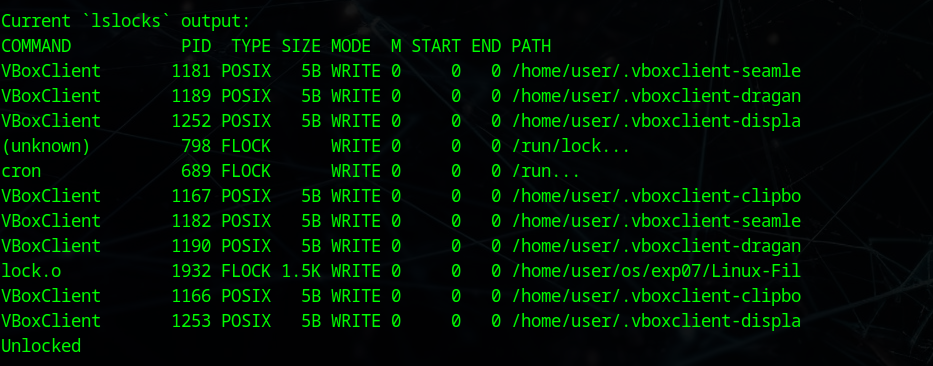 Current `lslocks` output:
COMMAND           PID  TYPE SIZE MODE  M START END PATH
VBoxClient       1181 POSIX   5B WRITE 0     0   0 /home/user/.vboxclient-seamle
VBoxClient       1189 POSIX   5B WRITE 0     0   0 /home/user/.vboxclient-dragan
VBoxClient       1252 POSIX   5B WRITE 0     0   0 /home/user/.vboxclient-displa
(unknown)         798 FLOCK      WRITE 0     0   0 /run/lock...
cron              689 FLOCK      WRITE 0     0   0 /run...
VBoxClient       1167 POSIX   5B WRITE 0     0   0 /home/user/.vboxclient-clipbo
VBoxClient       1182 POSIX   5B WRITE 0     0   0 /home/user/.vboxclient-seamle
VBoxClient       1190 POSIX   5B WRITE 0     0   0 /home/user/.vboxclient-dragan
lock.o           1932 FLOCK 1.5K WRITE 0     0   0 /home/user/os/exp07/Linux-Fil
VBoxClient       1166 POSIX   5B WRITE 0     0   0 /home/user/.vboxclient-clipbo
VBoxClient       1253 POSIX   5B WRITE 0     0   0 /home/user/.vboxclient-displa
Unlocked